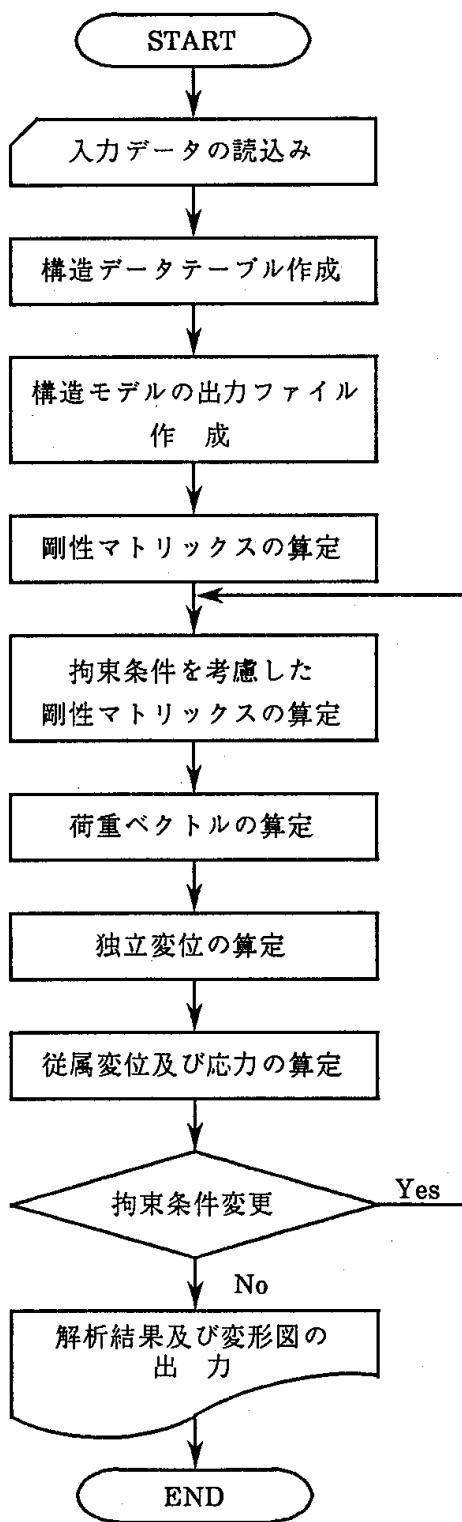 START
入力データの読込み
構造データテーブル作成
構造モデルの出力ファイル
作 成
剛性マトリックスの算定
拘束条件を考慮した
剛性マトリックスの算定
荷重ベクトルの算定
独立変位の算定
従属変位及び応力の算定
拘束条件変更
Yes
No
解析結果及び変形図の
出 力
END